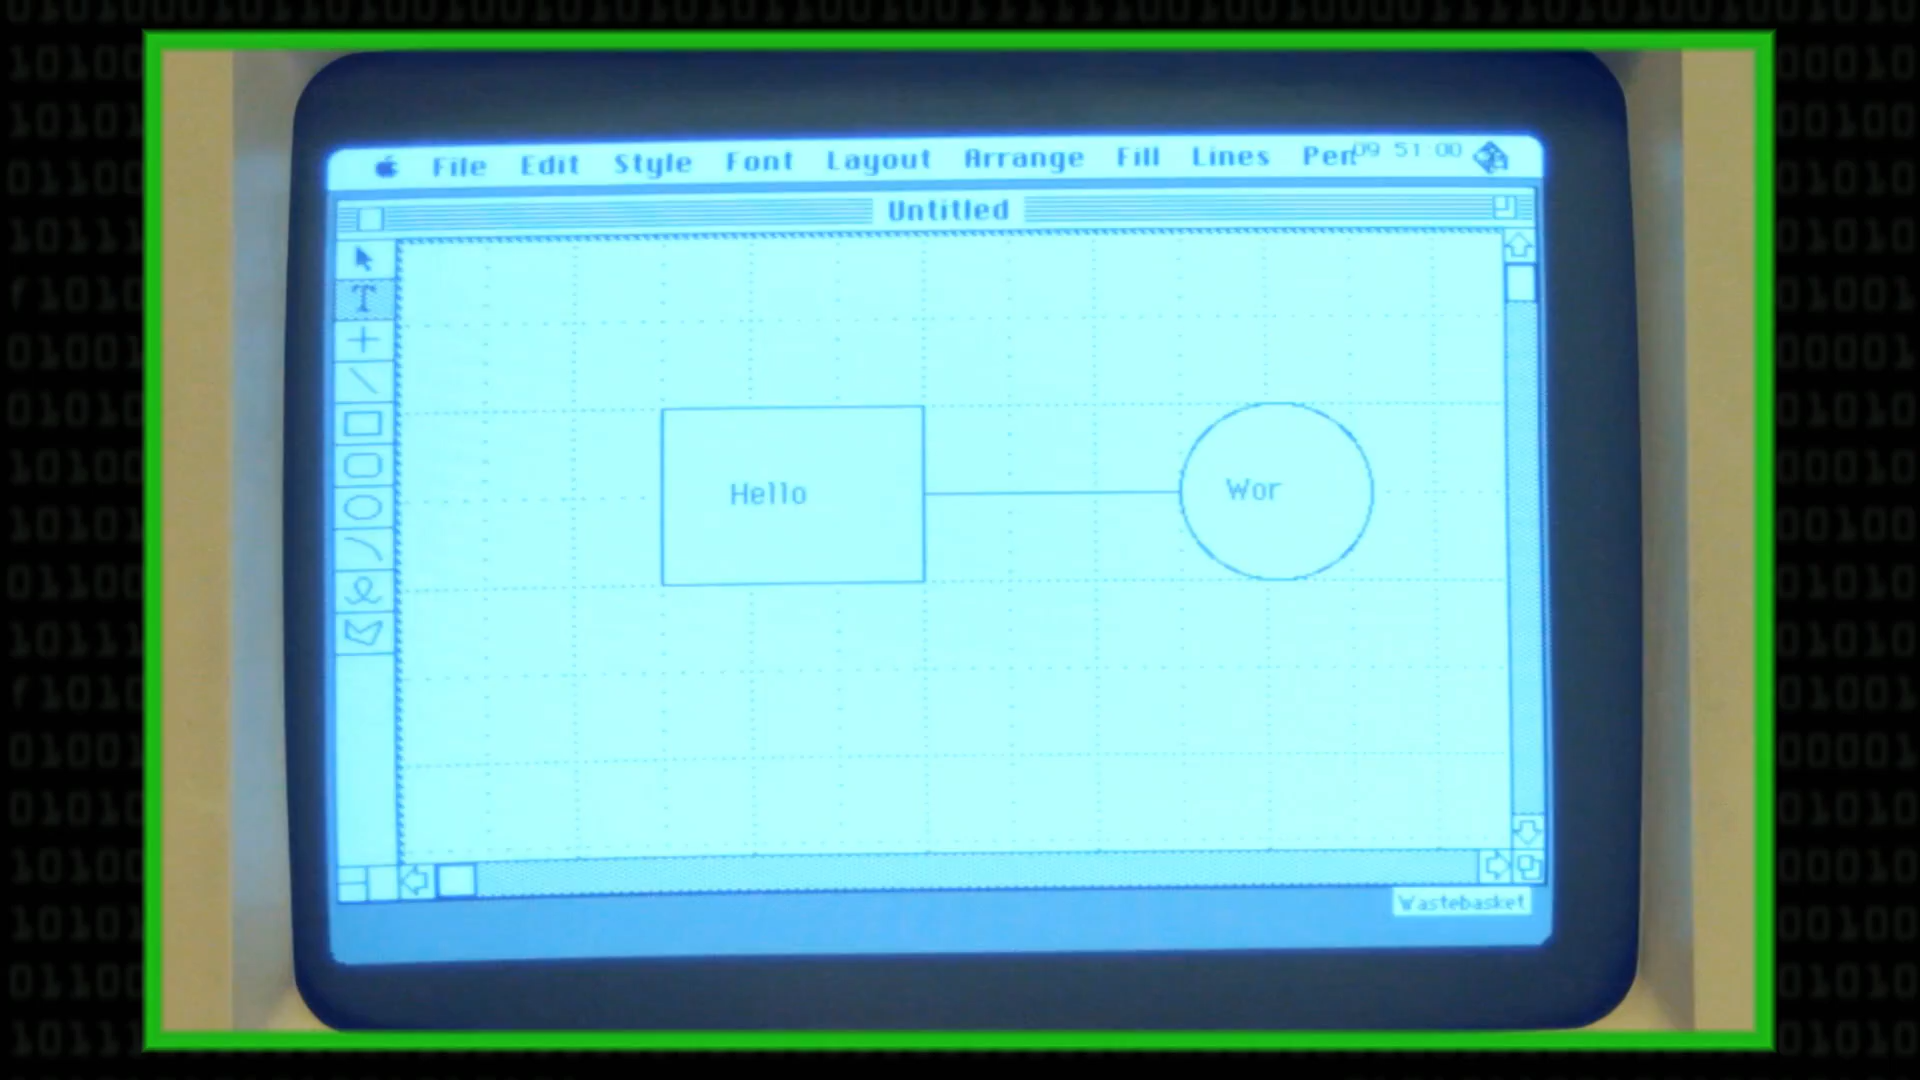 File Edit Style Font Layout Arrange Fill Lines Pen 09 51:00
Untitled
T
Hello
Wor
Wastebasket